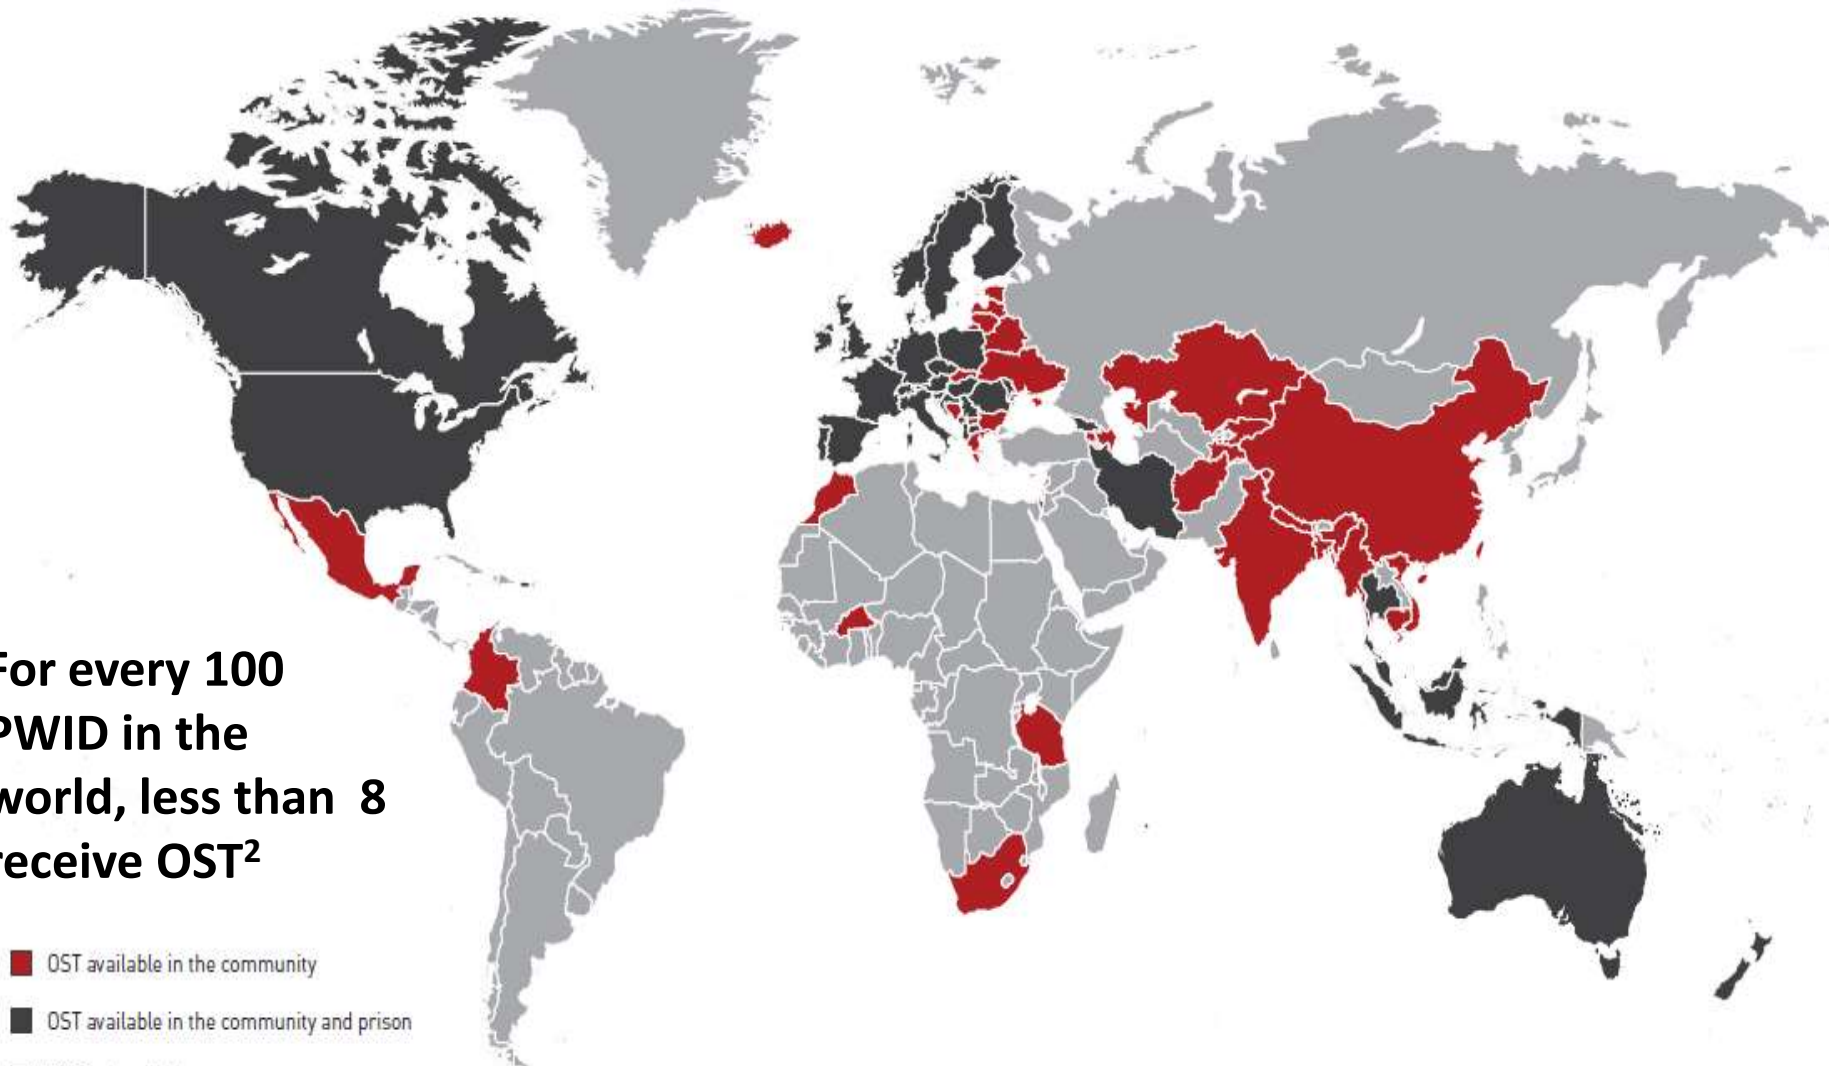 For every 100
PWID in the
world, less than 8
receive OST²
OST available in the community
OST available in the community and prison